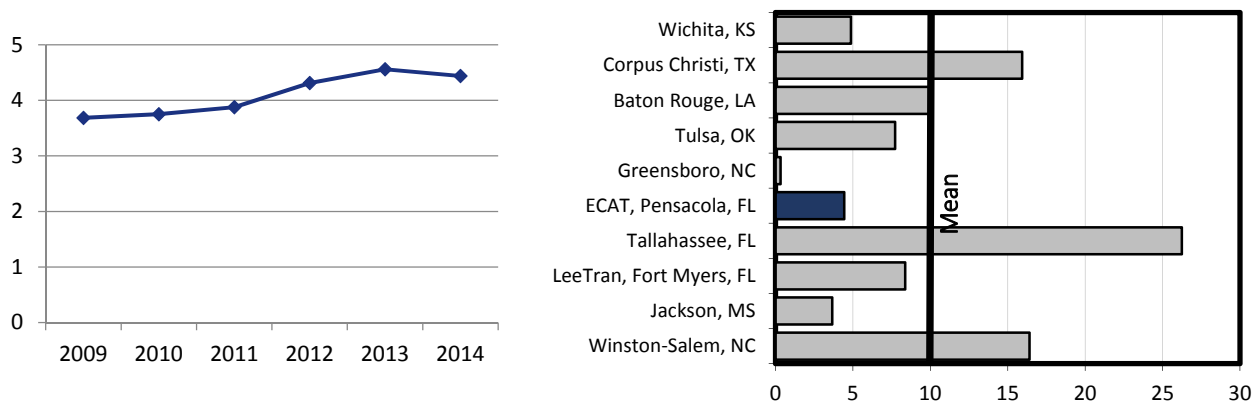 5
4
3
2
1
0
2009 2010 2011 2012 2013 2014
Wichita, KS
Corpus Christi, TX
Baton Rouge, LA
Tulsa, OK
Greensboro, NC
ECAT, Pensacola, FL
Tallahassee, FL
LeeTran, Fort Myers, FL
Jackson, MS
Winston-Salem, NC
Mean
0 5 10 15 20 25 30